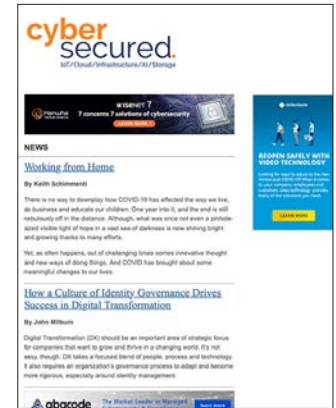 cyber
secured.
IoT/Cloud/Infrastructure/AI/Storage
Hanwha
WISENET 7
7 concerns 7 solutions of cybersecurity
LEARN MORE
milestone
REOPEN SAFELY WITH
VIDEO TECHNOLOGY
LEARN MORE
NEWS
Working from Home
By Keith Schimmenti
There is no way to downplay how COVID-19 has affected the way we live,
do business and educate our children. One year into it, and the end is still
nebulously off in the distance. Although, what was once not even a pinhole-
sized visible light of hope in a vast sea of darkness is now shining bright
and growing thanks to many efforts.
Yet, as often happens, out of challenging times comes innovative thought
and new ways of doing things. And COVID has brought about some
meaningful changes to our lives.
How a Culture of Identity Governance Drives
Success in Digital Transformation
By John Milburn
Digital Transformation (DX) should be an important area of strategic focus
for companies that want to grow and thrive in a changing world. It's not
easy, though. DX takes a focused blend of people, process and technology.
It also requires an organization's governance process to adapt and become
more rigorous, especially around identity management.
abacode
The Market Leader in Managed
learn more